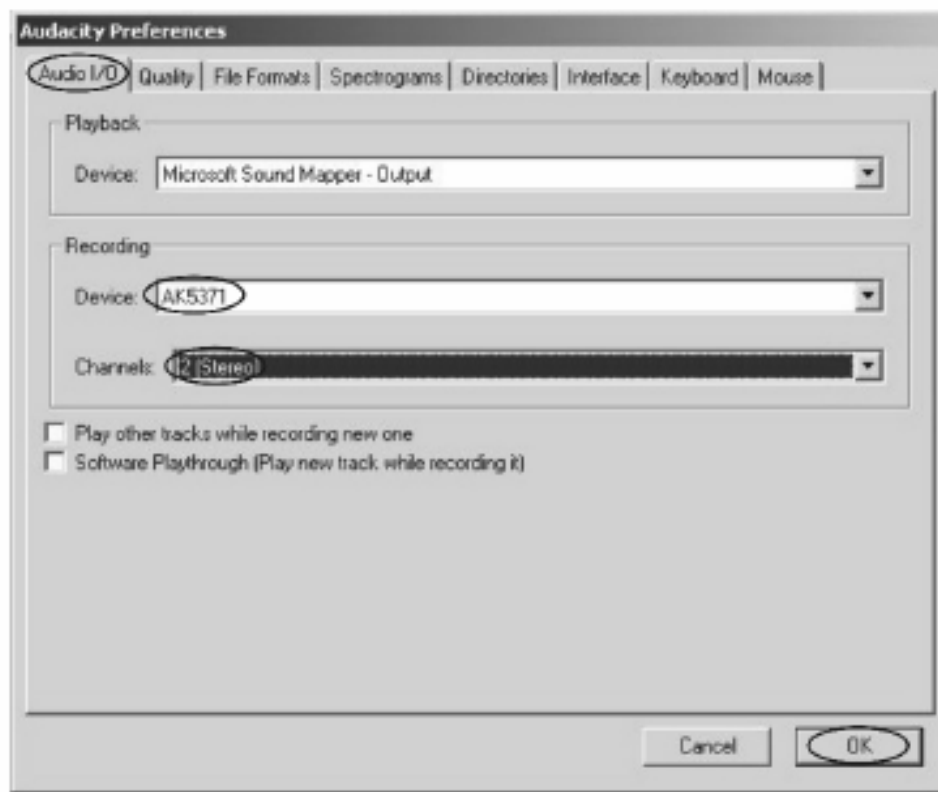 Audacity Preferences
Audio I/O Quality File Formats Spectrograms Directories Interface Keyboard Mouse
Playback
Device: Microsoft Sound Mapper - Output
Recording
Device: AK5371
Channels: 2 (Stereo)
Play other tracks while recording new one
Software Playthrough (Play new track while recording it)
Cancel OK